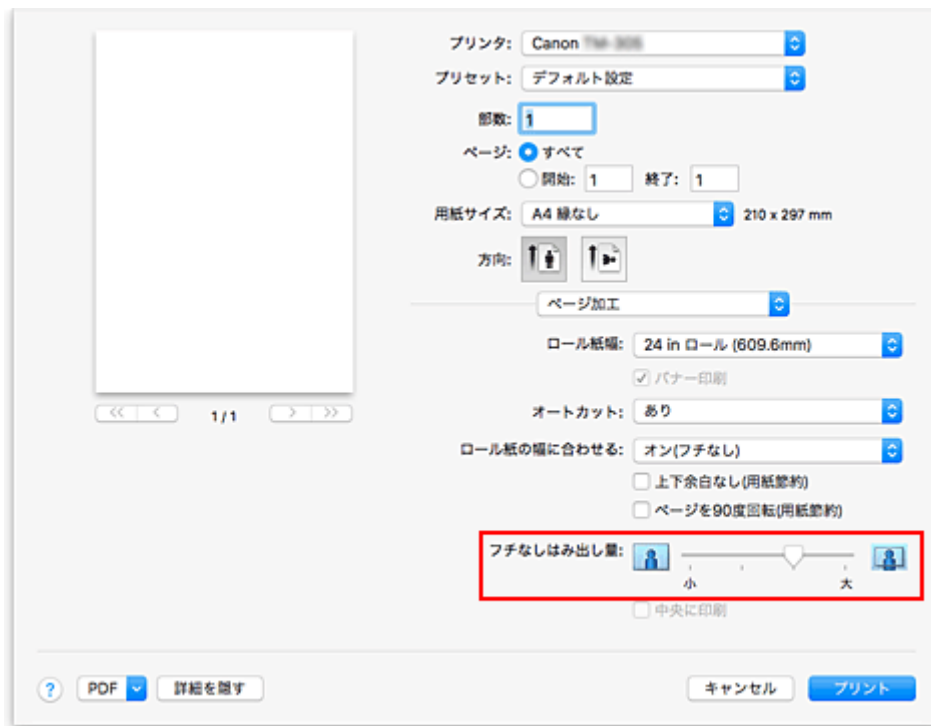 プリンタ: Canon
プリセット: デフォルト設定
部数: 1
ページ: すべて
開始: 1 終了: 1
用紙サイズ: A4 縁なし 210 x 297 mm
方向:
ページ加工
ロール紙幅: 24 in ロール (609.6mm)
バナー印刷
<< < 1 / 1 > >>
オートカット: あり
ロール紙の幅に合わせる: オン(フチなし)
上下余白なし(用紙節約)
ページを90度回転(用紙節約)
フチなしはみ出し量:
小 大
中央に印刷
? PDF 詳細を隠す キャンセル プリント